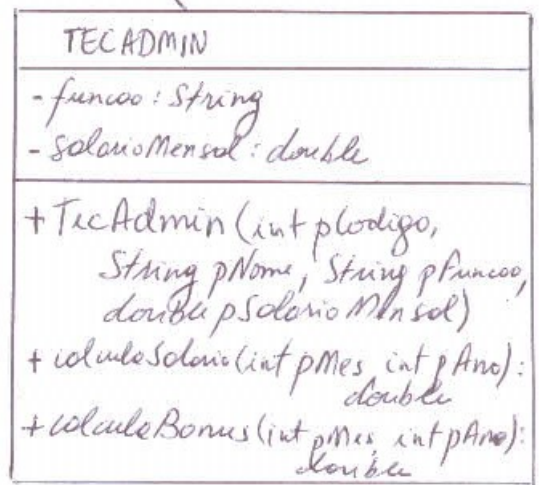 TECADMIN
- funcao: String
- salarioMensal: double
+ TecAdmin (int pCodigo,
String pNome, String pFuncao,
double pSalarioMensal)
+ calculaSalario(int pMes, int pAno):
double
+ calculaBonus(int pMes, int pAno):
double